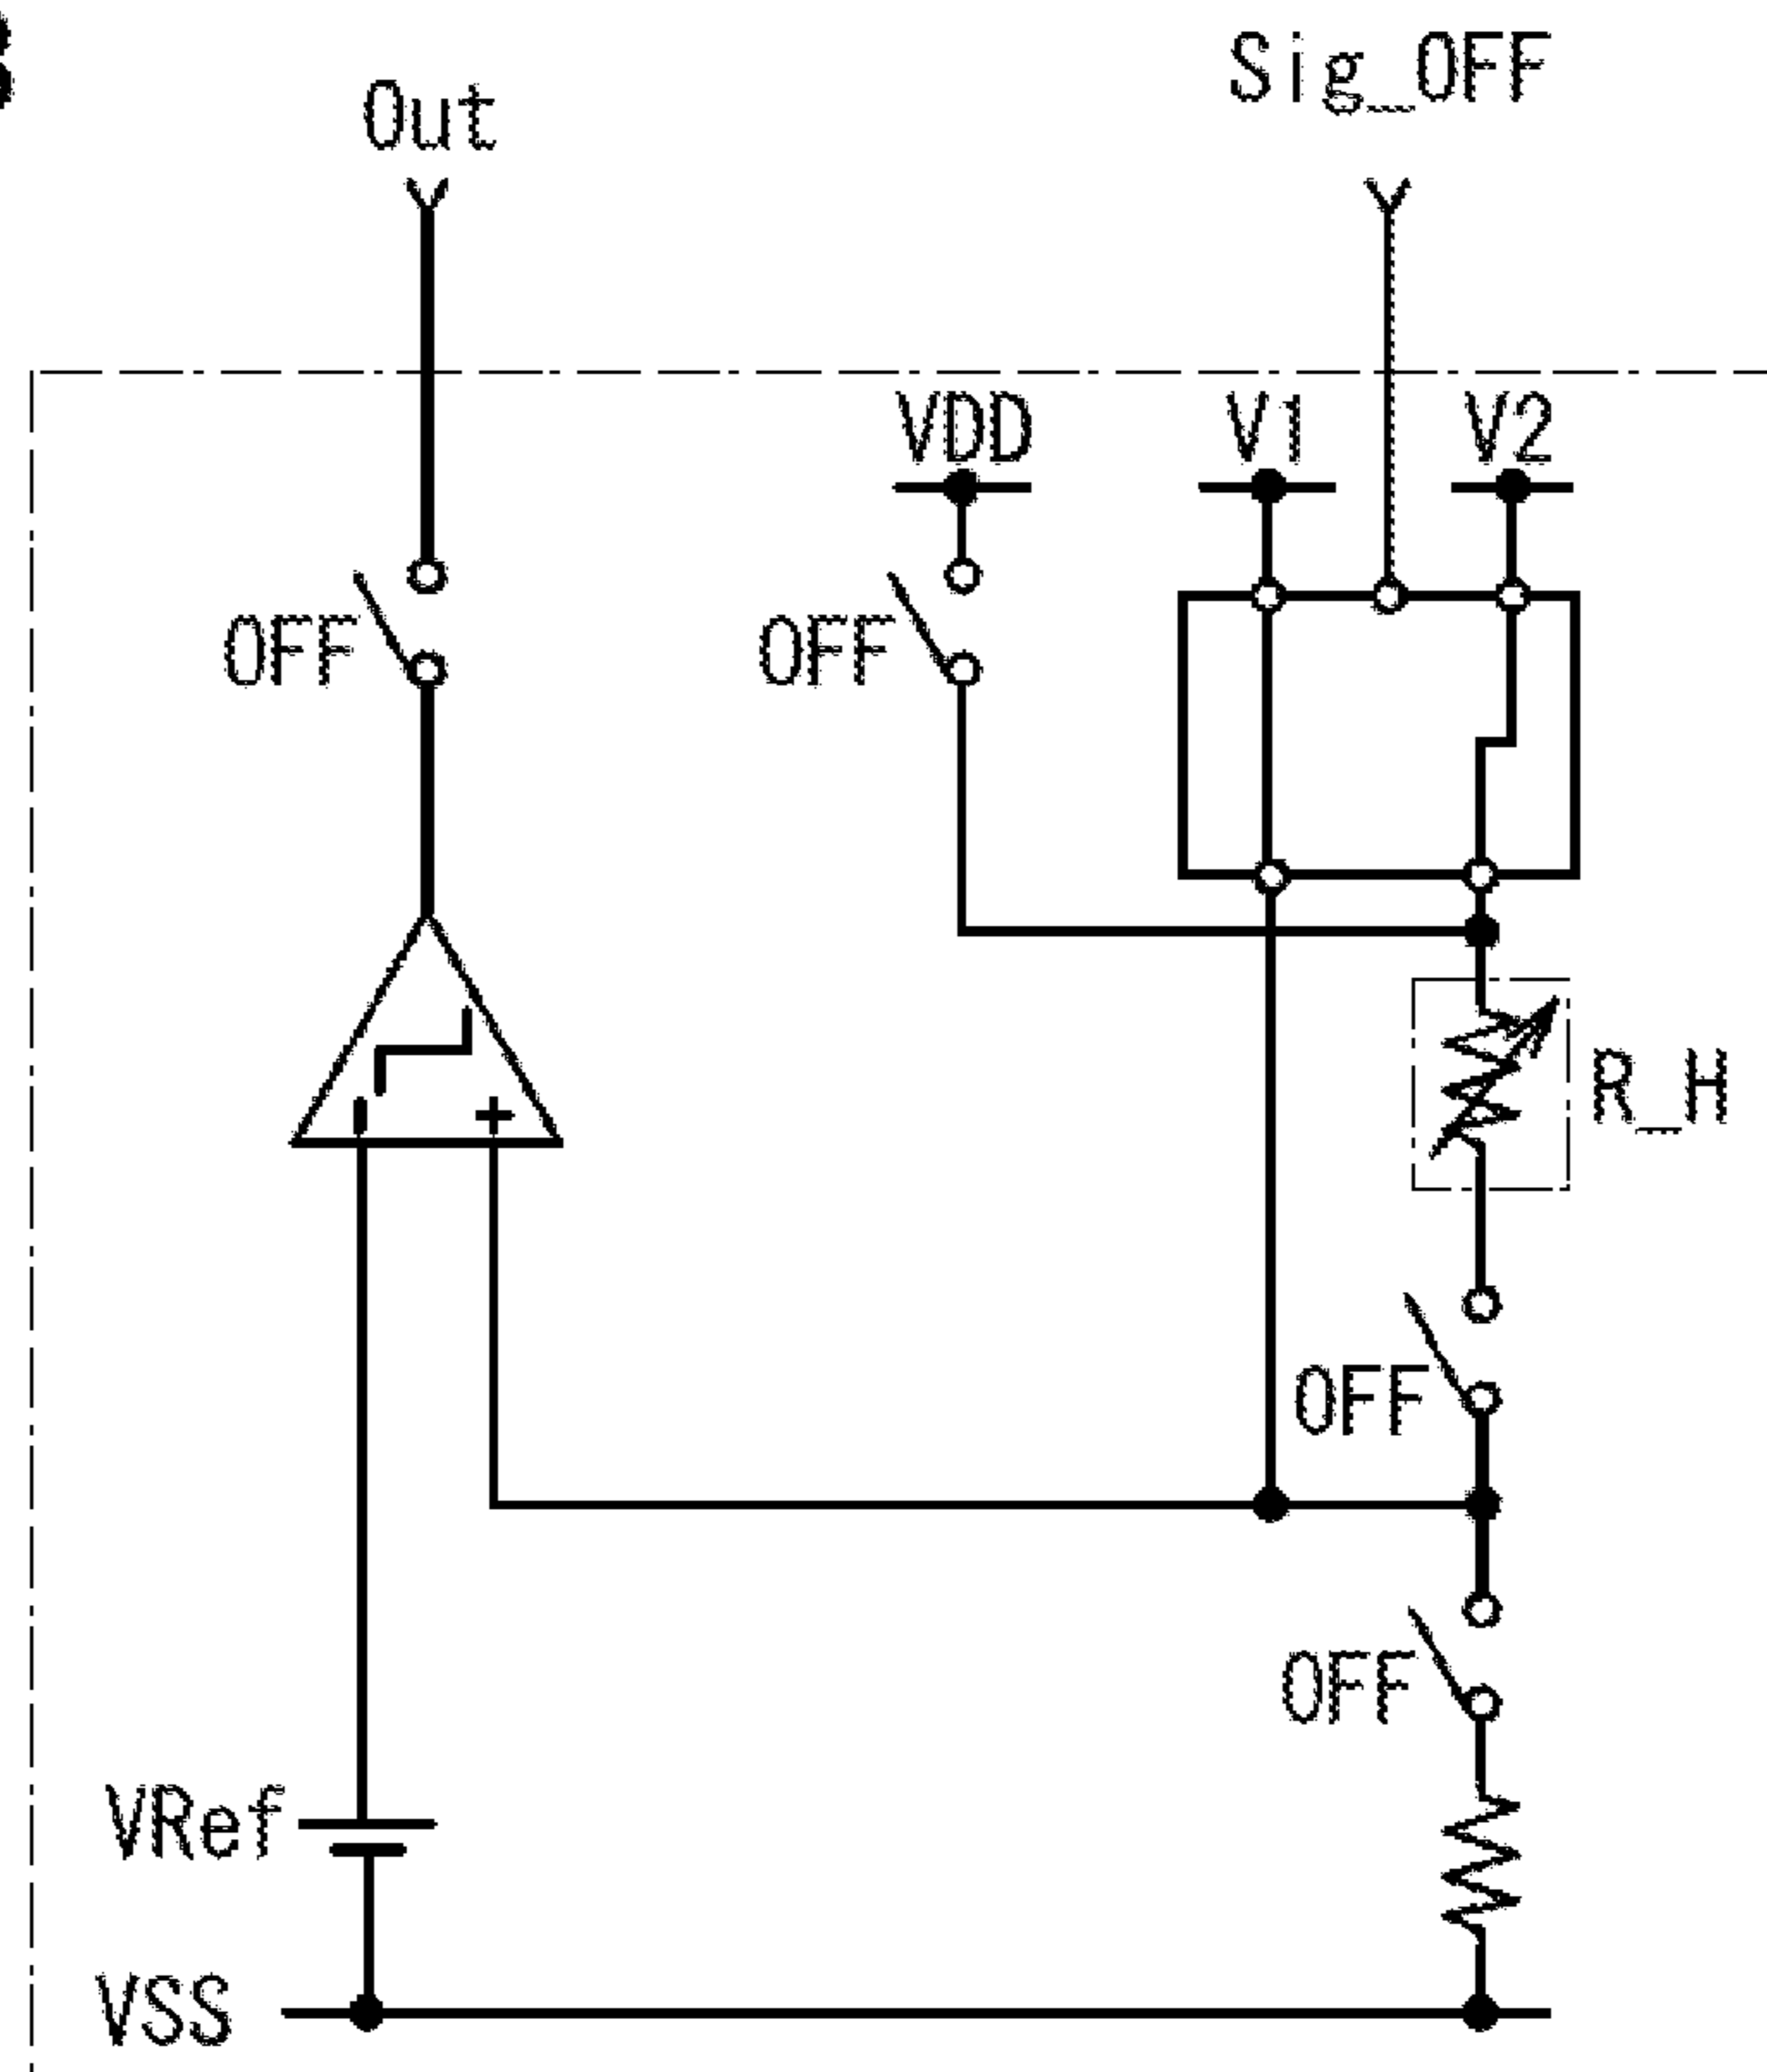 Out
Sig_OFF
VDD
V1
V2
OFF
OFF
- +
R_H
OFF
OFF
VRef
VSS